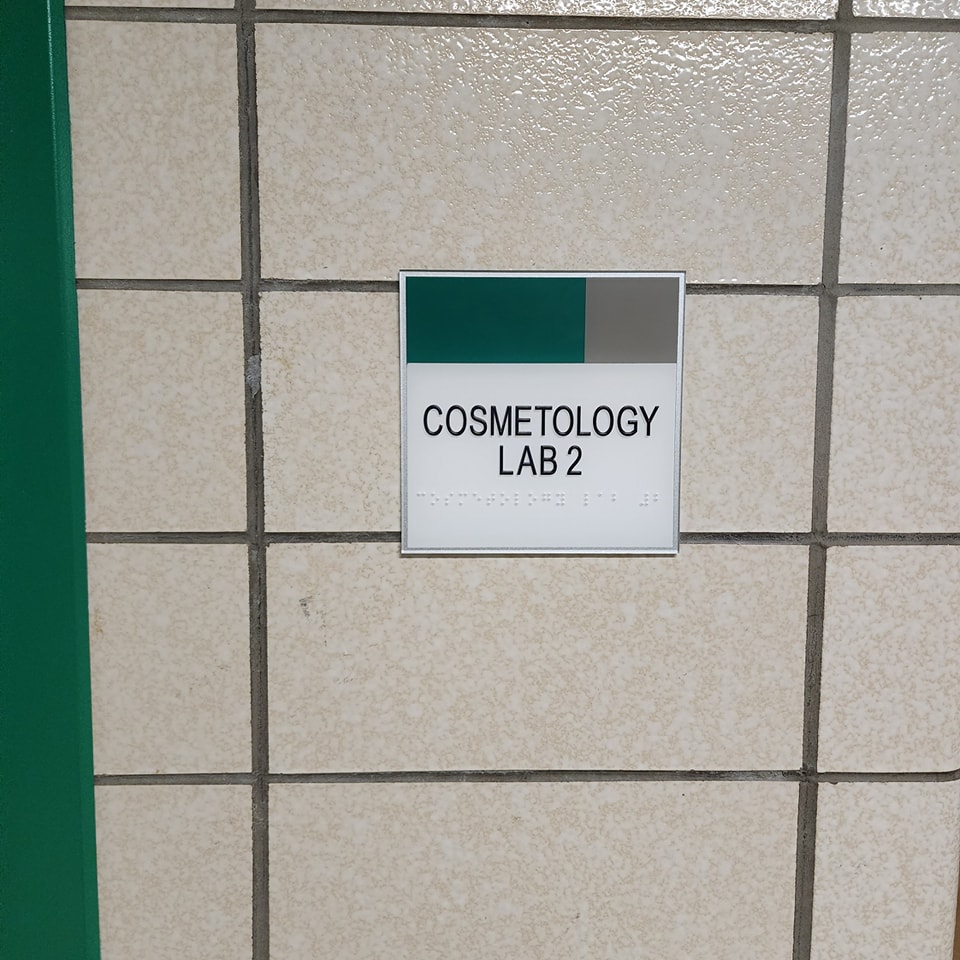 COSMETOLOGY
LAB 2
⠉⠕⠎⠍⠑⠞⠕⠇⠕⠛⠽ ⠇⠁⠃ ⠼⠃